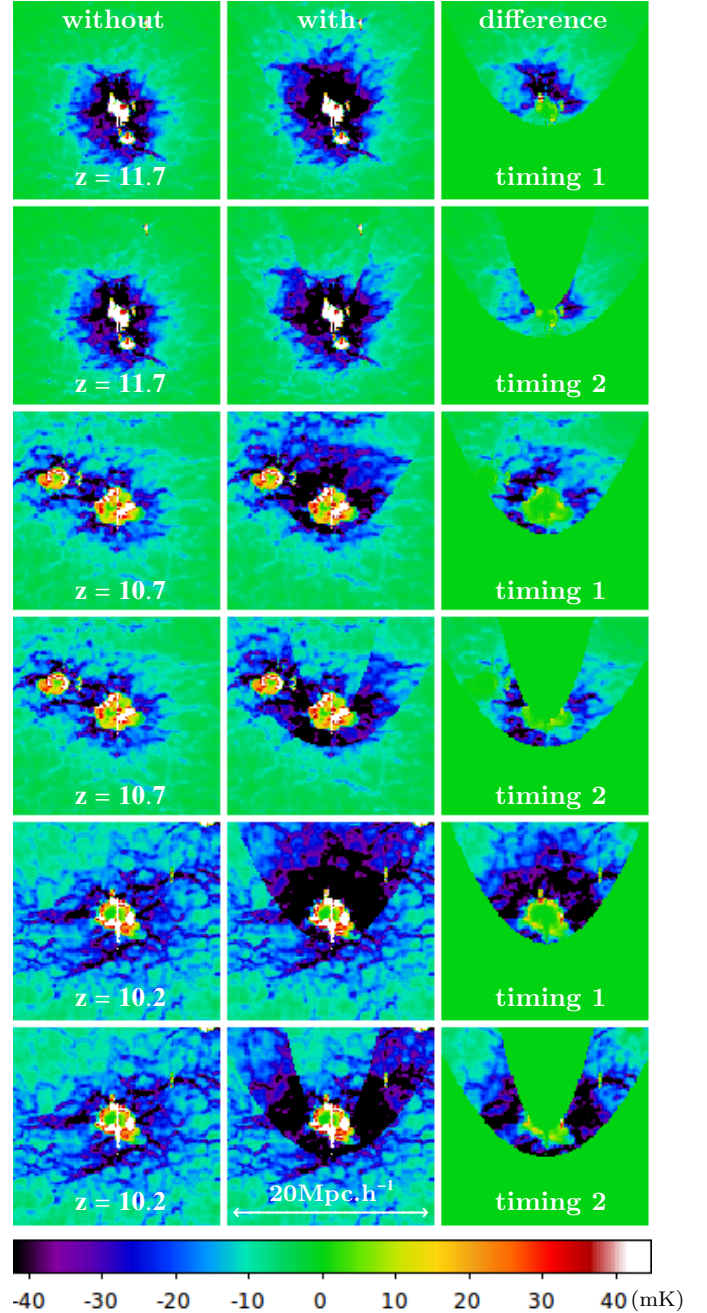 without with difference
z = 11.7 timing 1
z = 11.7 timing 2
z = 10.7 timing 1
z = 10.7 timing 2
z = 10.2 timing 1
20Mpc.h⁻¹
z = 10.2 timing 2
-40 -30 -20 -10 0 10 20 30 40 (mK)